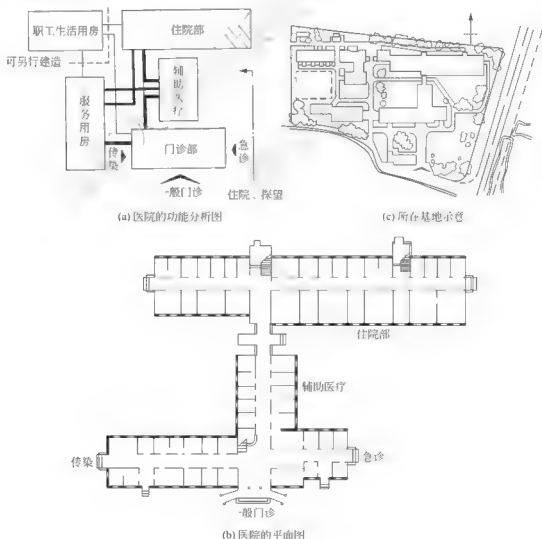 职工生活用房
住院部
可另行建造
辅助医疗
服务用房
门诊部
传染
急诊
一般门诊
住院、探望
(a) 医院的功能分析图
(c) 所在基地示意
住院部
辅助医疗
传染
急诊
一般门诊
(b) 医院的平面图